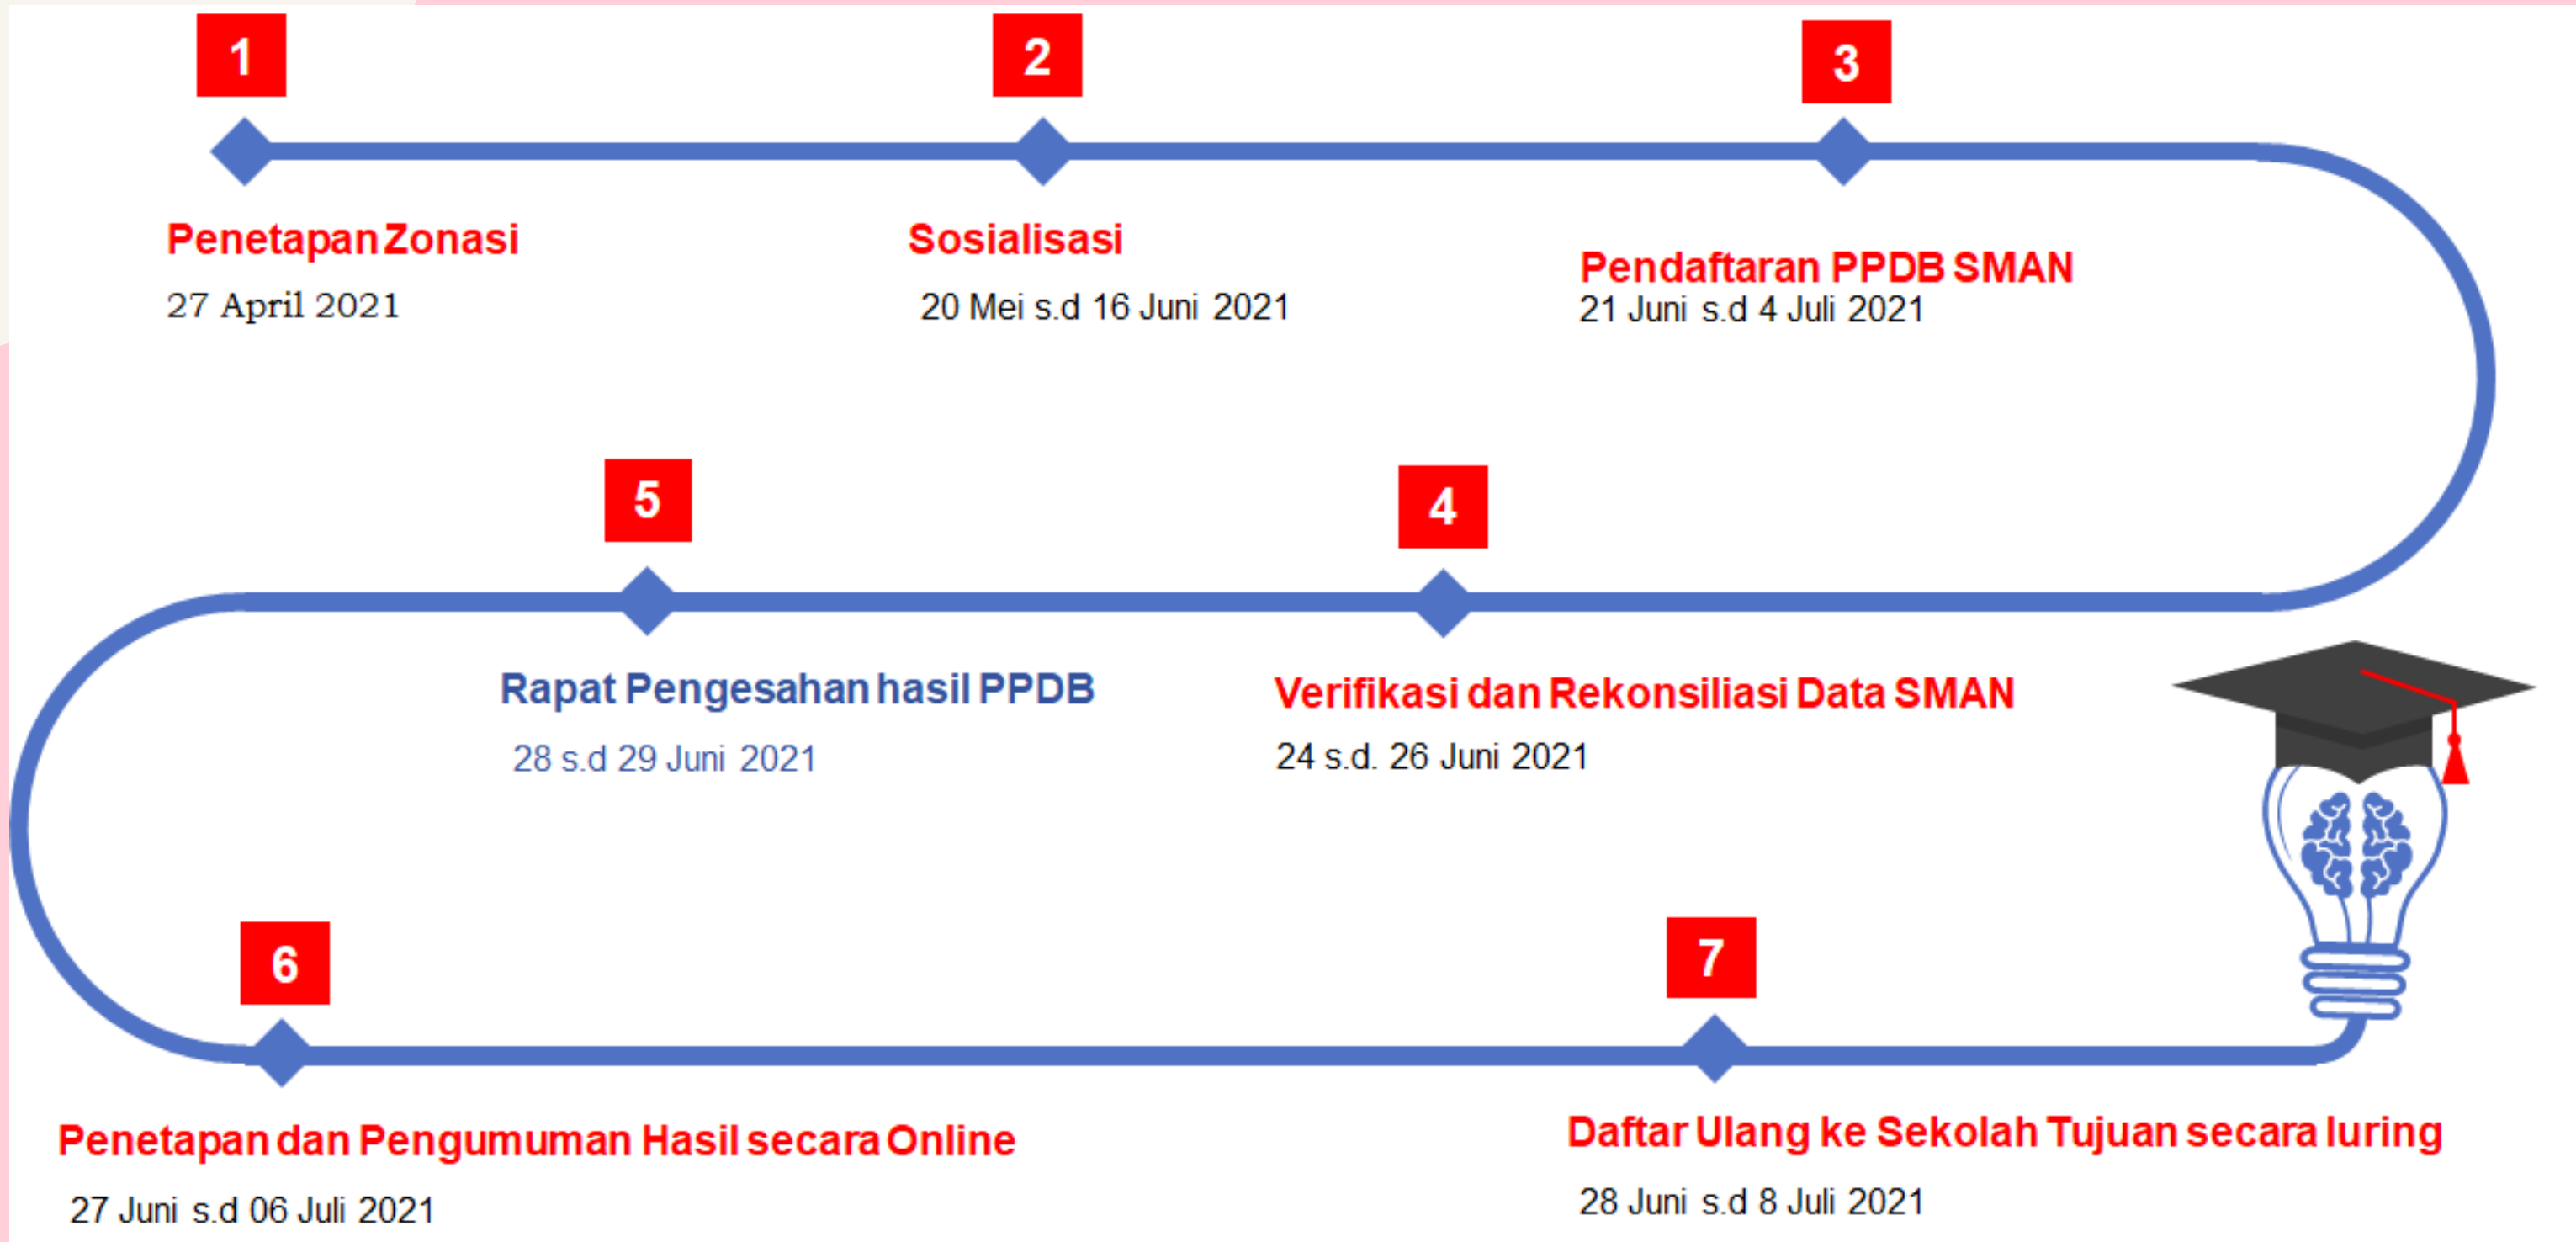 1
2
3
Penetapan Zonasi
27 April 2021
Sosialisasi
20 Mei s.d 16 Juni 2021
Pendaftaran PPDB SMAN
21 Juni s.d 4 Juli 2021
5
4
Rapat Pengesahan hasil PPDB
28 s.d 29 Juni 2021
Verifikasi dan Rekonsiliasi Data SMAN
24 s.d. 26 Juni 2021
6
7
Penetapan dan Pengumuman Hasil secara Online
27 Juni s.d 06 Juli 2021
Daftar Ulang ke Sekolah Tujuan secara luring
28 Juni s.d 8 Juli 2021